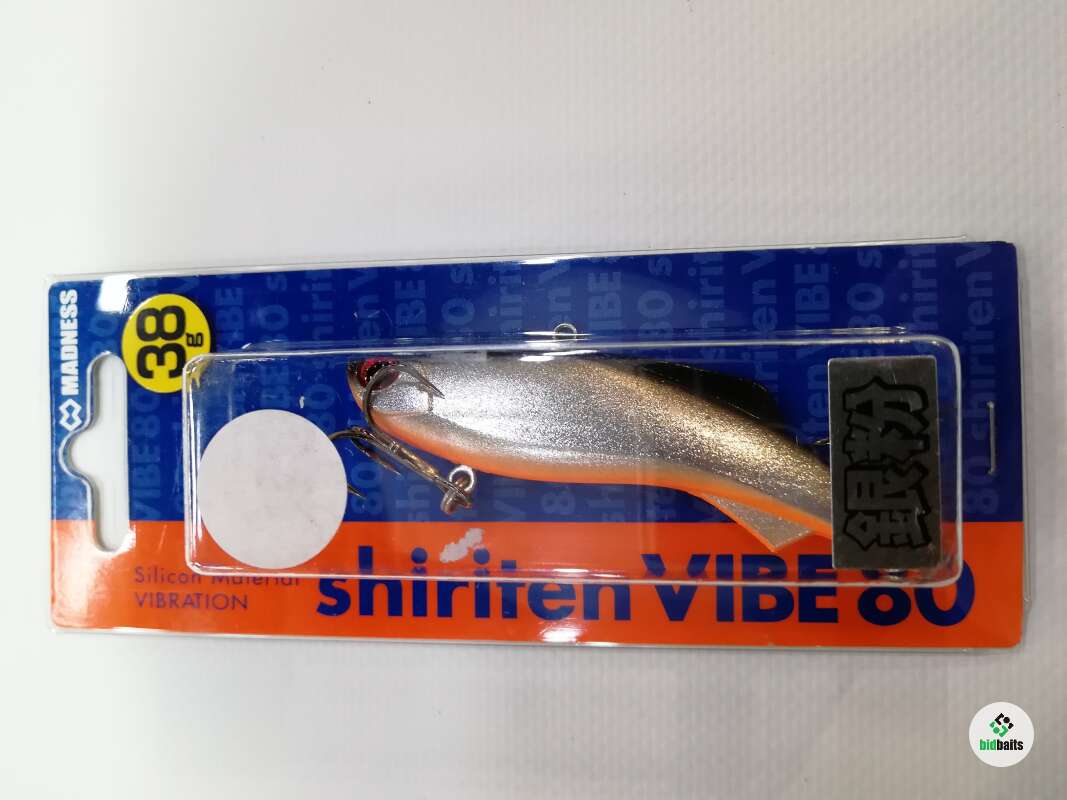 MADNESS
38g
銀粉
Silicon Material
VIBRATION
shiriten VIBE 80
bidbaits